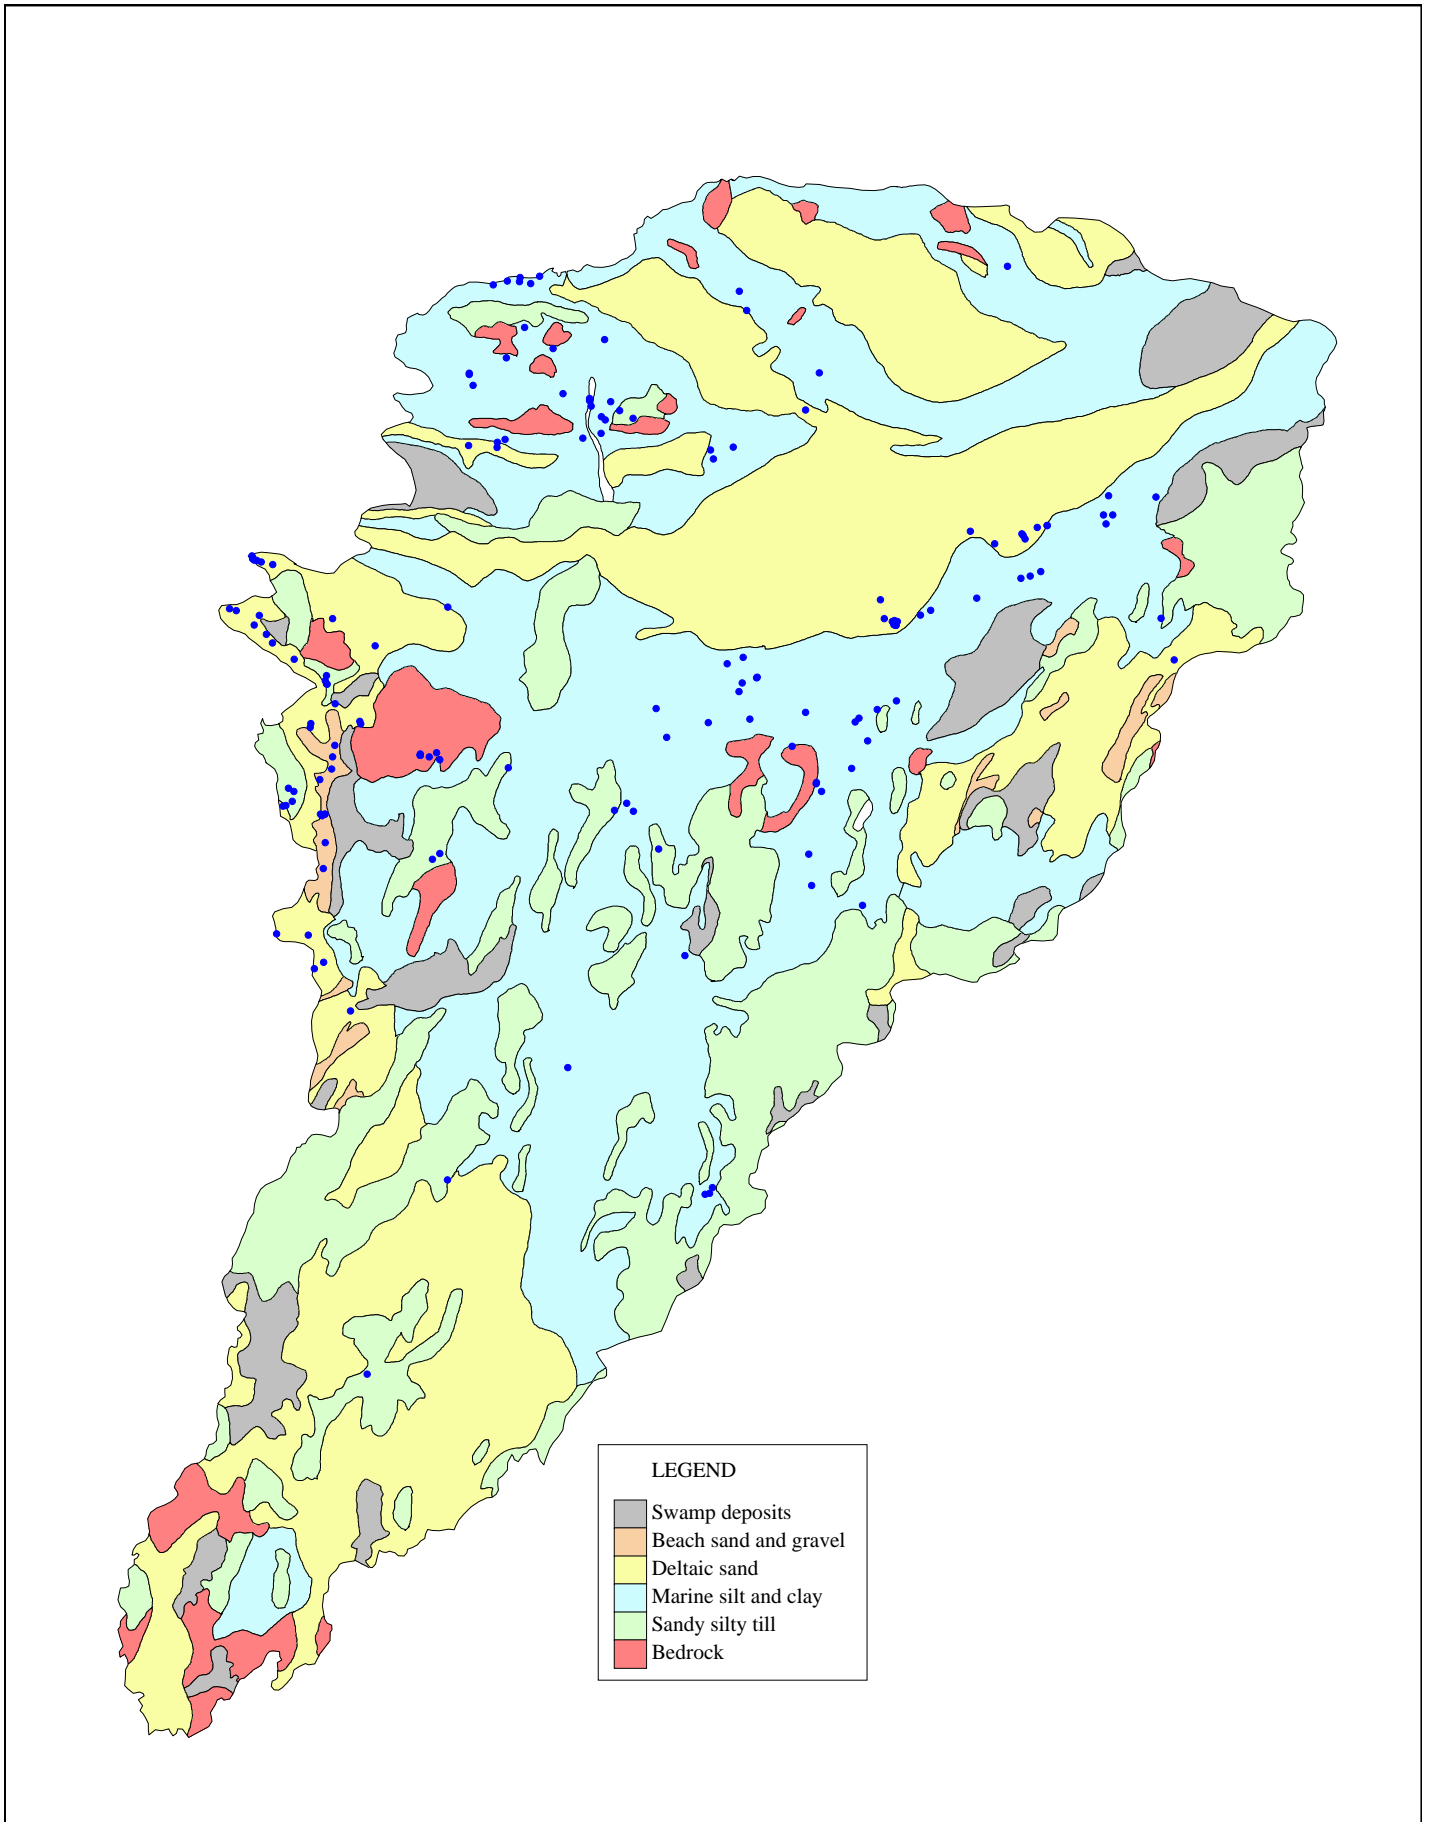 LEGEND
Swamp deposits
Beach sand and gravel
Deltaic sand
Marine silt and clay
Sandy silty till
Bedrock